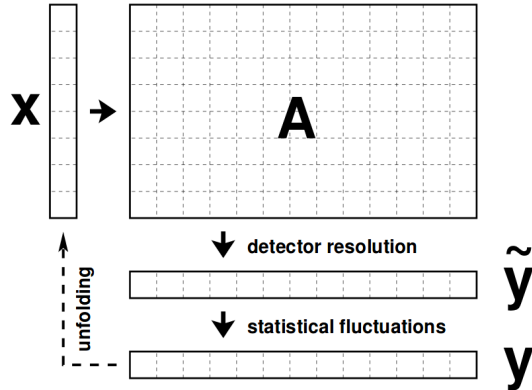 x
A
detector resolution
ỹ
unfolding
statistical fluctuations
y